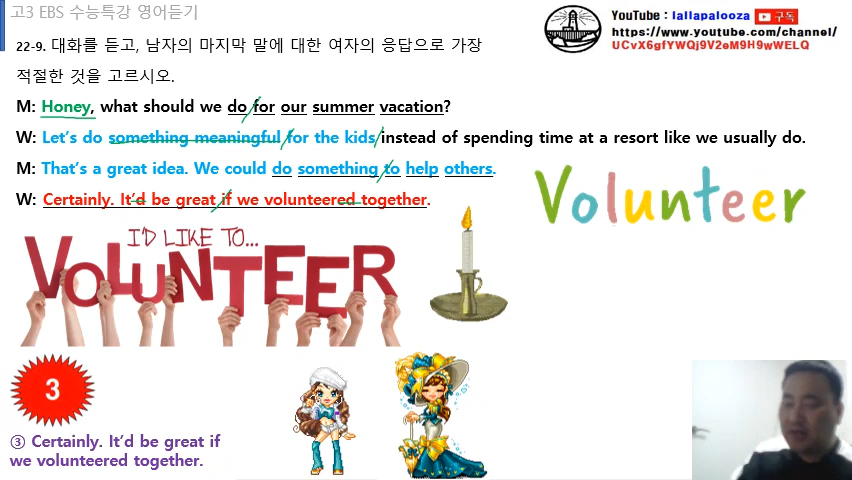 고3 EBS 수능특강 영어듣기
YouTube : lallapalooza 구독
https://www.youtube.com/channel/
UCvX6gfYWQj9V2eM9H9wWELQ
22-9. 대화를 듣고, 남자의 마지막 말에 대한 여자의 응답으로 가장
적절한 것을 고르시오.
M: Honey, what should we do for our summer vacation?
W: Let's do something meaningful for the kids instead of spending time at a resort like we usually do.
M: That's a great idea. We could do something to help others.
W: Certainly. It'd be great if we volunteered together.
Volunteer
I'D LIKE TO...
VOLUNTEER
3
③ Certainly. It'd be great if
we volunteered together.